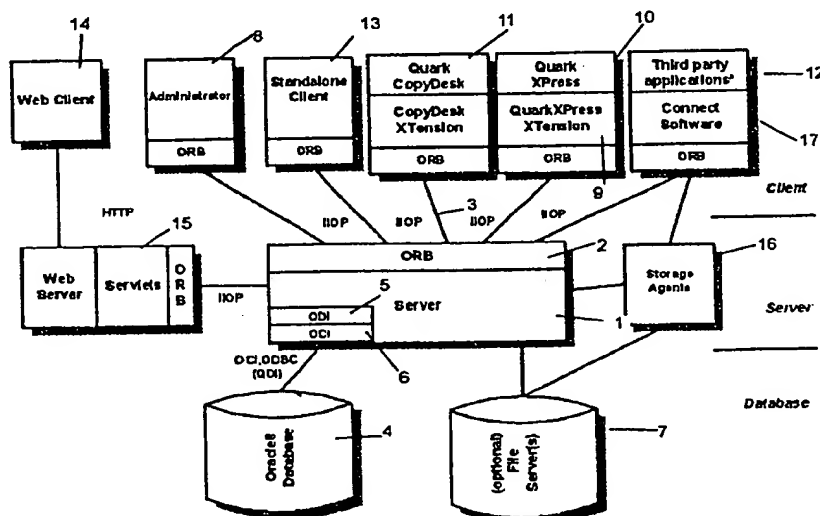 14
8
13
11
10
Web Client
Administrator
ORB
Standalone
Client
ORB
Quark
CopyDesk
CopyDesk
XTension
ORB
Quark
XPress
QuarkXPress
XTension
ORB
Third party
applications
Connect
Software
ORB
12
17
9
3
Client
HTTP
IIOP
IIOP
IIOP
IIOP
15
Web
Server
Servlets
O
R
B
IIOP
ORB
2
Server
5
ODI
OCI
1
6
16
Storage
Agents
Server
OCI,ODBC
(ODI)
Database
Oracle8
Database
4
(optional)
File
Server(s)
7